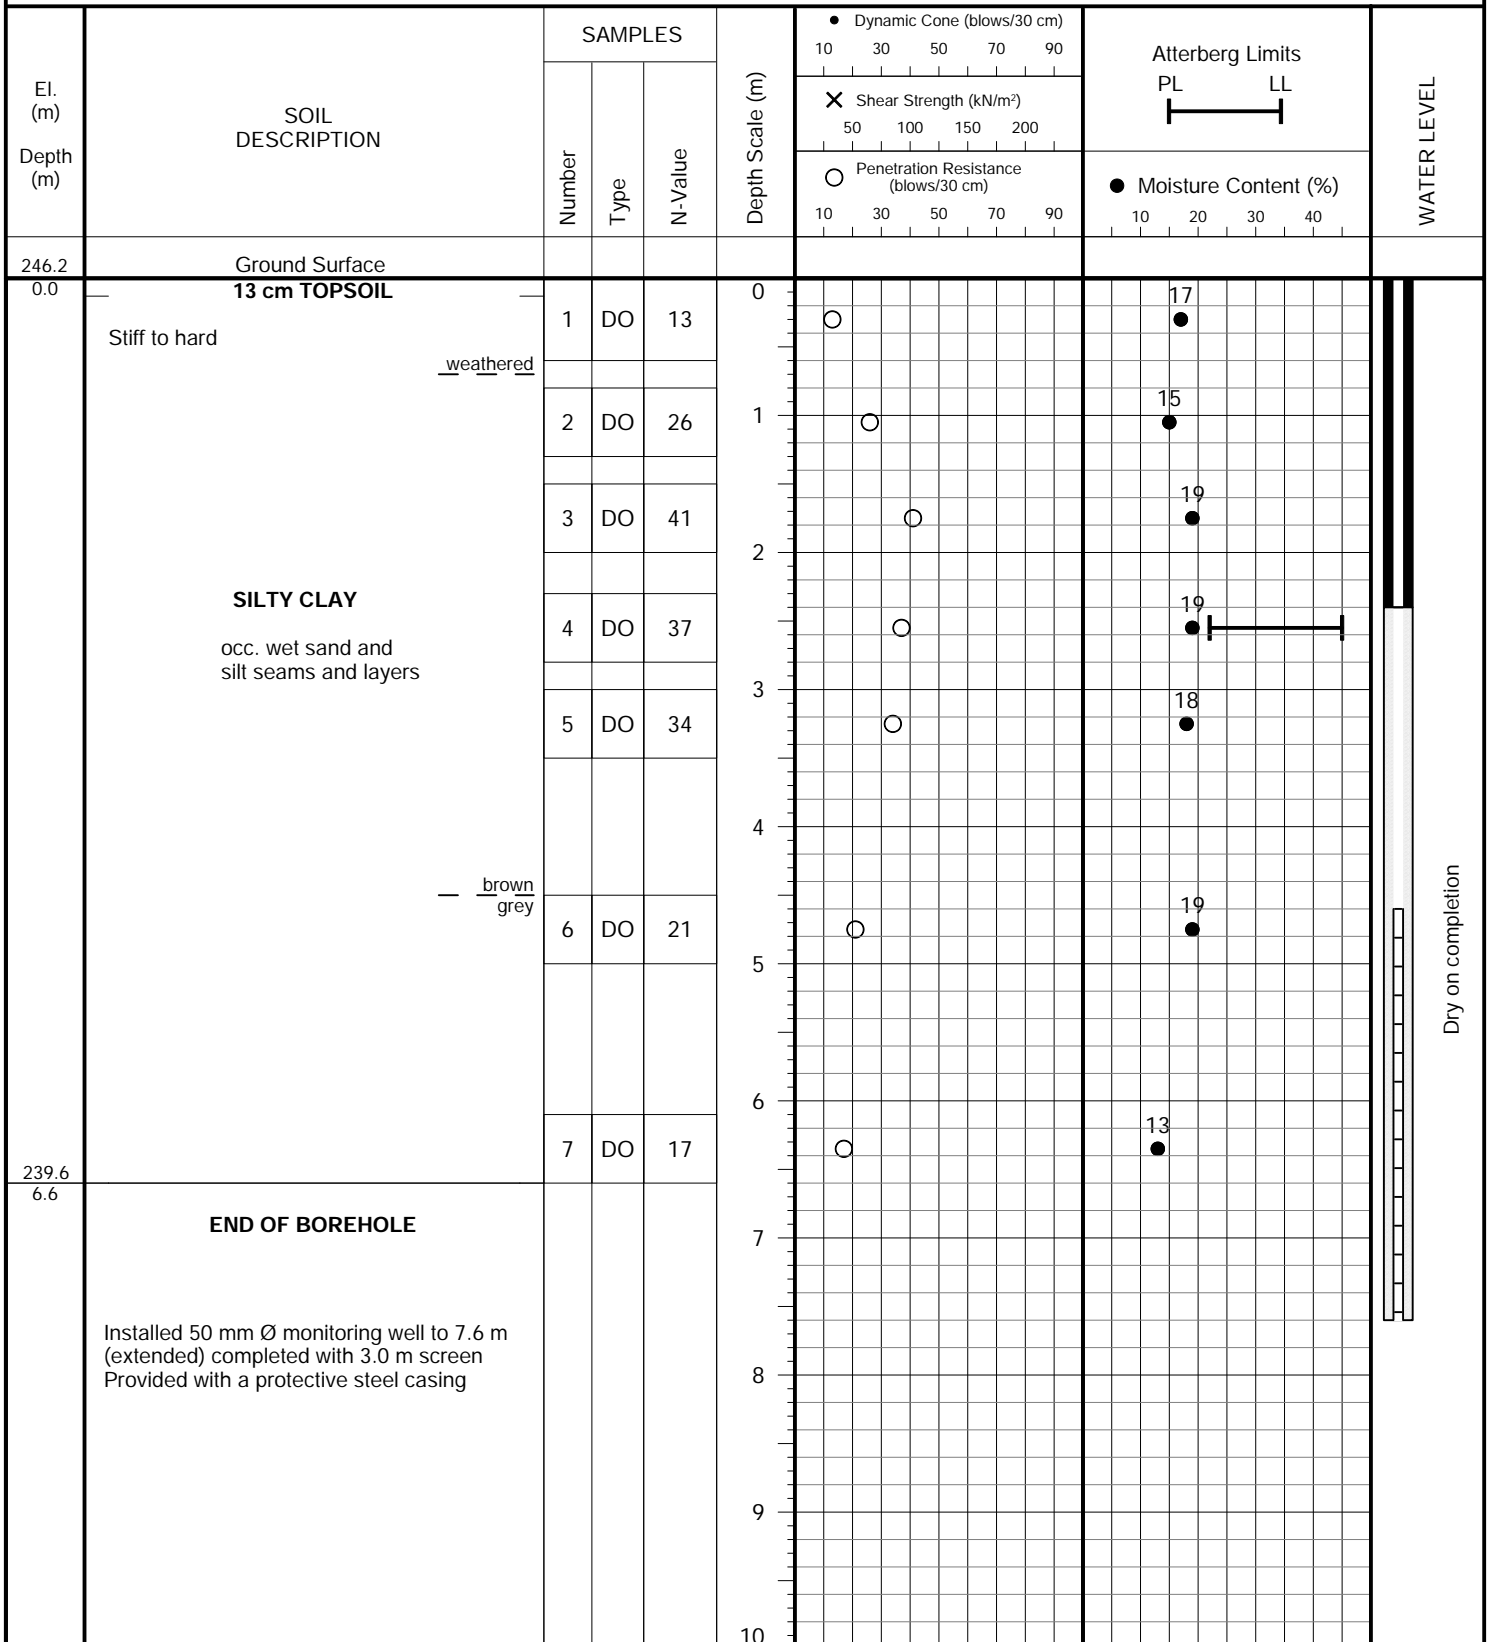 El.
(m)
Depth
(m)
SOIL
DESCRIPTION
SAMPLES
Number
Type
N-Value
Depth Scale (m)
Dynamic Cone (blows/30 cm)
10 30 50 70 90
Shear Strength (kN/m²)
50 100 150 200
Penetration Resistance
(blows/30 cm)
10 30 50 70 90
Atterberg Limits
PL LL
Moisture Content (%)
10 20 30 40
WATER LEVEL
246.2 Ground Surface
0.0 13 cm TOPSOIL 0 17
Stiff to hard 1 DO 13
weathered
15
2 DO 26 1
19
3 DO 41
2
SILTY CLAY 19
4 DO 37
occ. wet sand and
silt seams and layers
3 18
5 DO 34
4
brown
grey 19
6 DO 21
5
Dry on completion
6
13
7 DO 17
239.6
6.6
END OF BOREHOLE
7
Installed 50 mm Ø monitoring well to 7.6 m
(extended) completed with 3.0 m screen
Provided with a protective steel casing
8
9
10